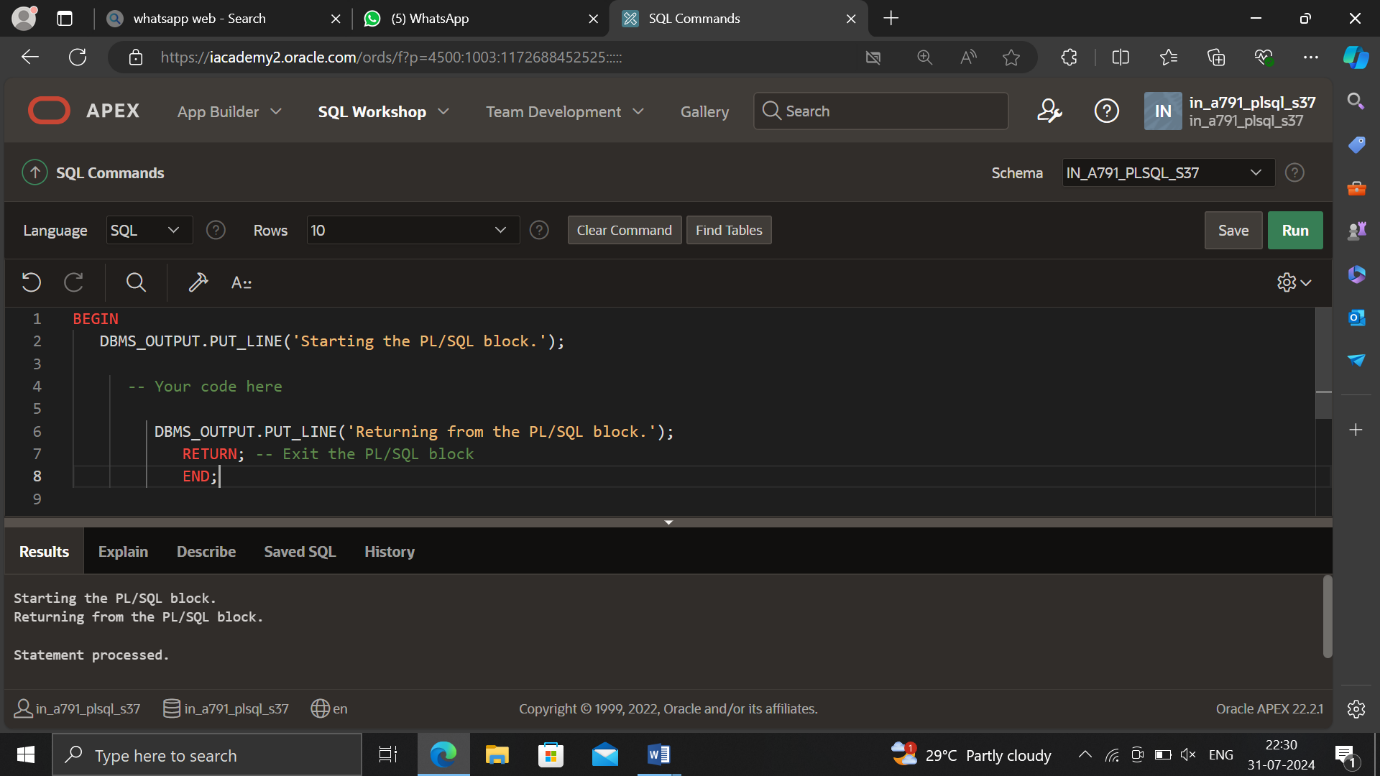 whatsapp web - Search
(5) WhatsApp
SQL Commands
https://iacademy2.oracle.com/ords/f?p=4500:1003:1172688452525:::::
APEX App Builder SQL Workshop Team Development Gallery Search IN in_a791_plsql_s37
in_a791_plsql_s37
SQL Commands Schema IN_A791_PLSQL_S37
Language SQL Rows 10 Clear Command Find Tables Save Run
A::
1 BEGIN
2 DBMS_OUTPUT.PUT_LINE('Starting the PL/SQL block.');
3
4 -- Your code here
5
6 DBMS_OUTPUT.PUT_LINE('Returning from the PL/SQL block.');
7 RETURN; -- Exit the PL/SQL block
8 END;
9
Results Explain Describe Saved SQL History
Starting the PL/SQL block.
Returning from the PL/SQL block.
Statement processed.
in_a791_plsql_s37 in_a791_plsql_s37 en Copyright © 1999, 2022, Oracle and/or its affiliates. Oracle APEX 22.2.1
Type here to search 1 29°C Partly cloudy ENG 22:30
31-07-2024 1